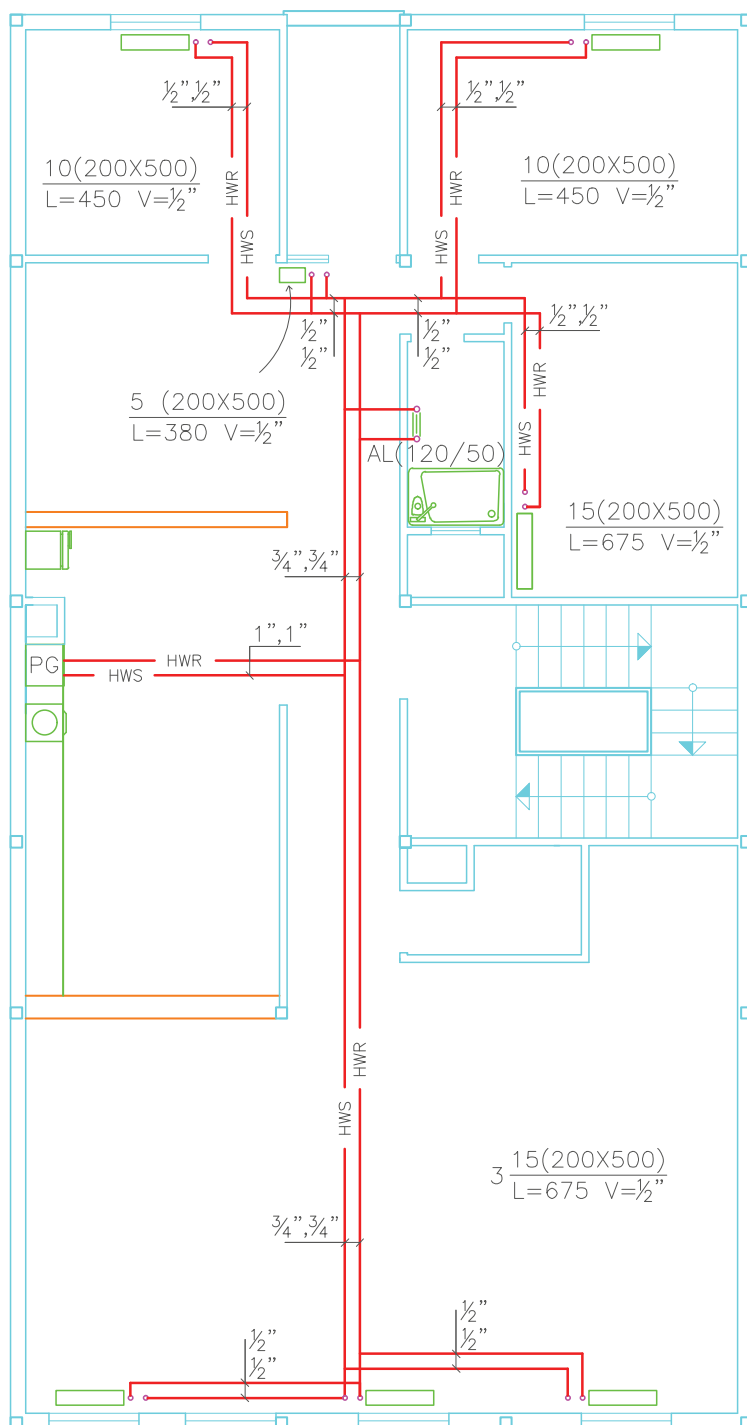 ½”,½”
½”,½”
10(200X500)
L=450 V=½”
10(200X500)
L=450 V=½”
HWR
HWR
HWS
HWS
½”
½”
½”
½”
½”,½”
HWR
5 (200X500)
L=380 V=½”
HWS
AL(120/50)
15(200X500)
L=675 V=½”
¾”,¾”
1”,1”
PG
HWR
HWS
HWR
HWS
3 15(200X500)
L=675 V=½”
¾”,¾”
½”
½”
½”
½”